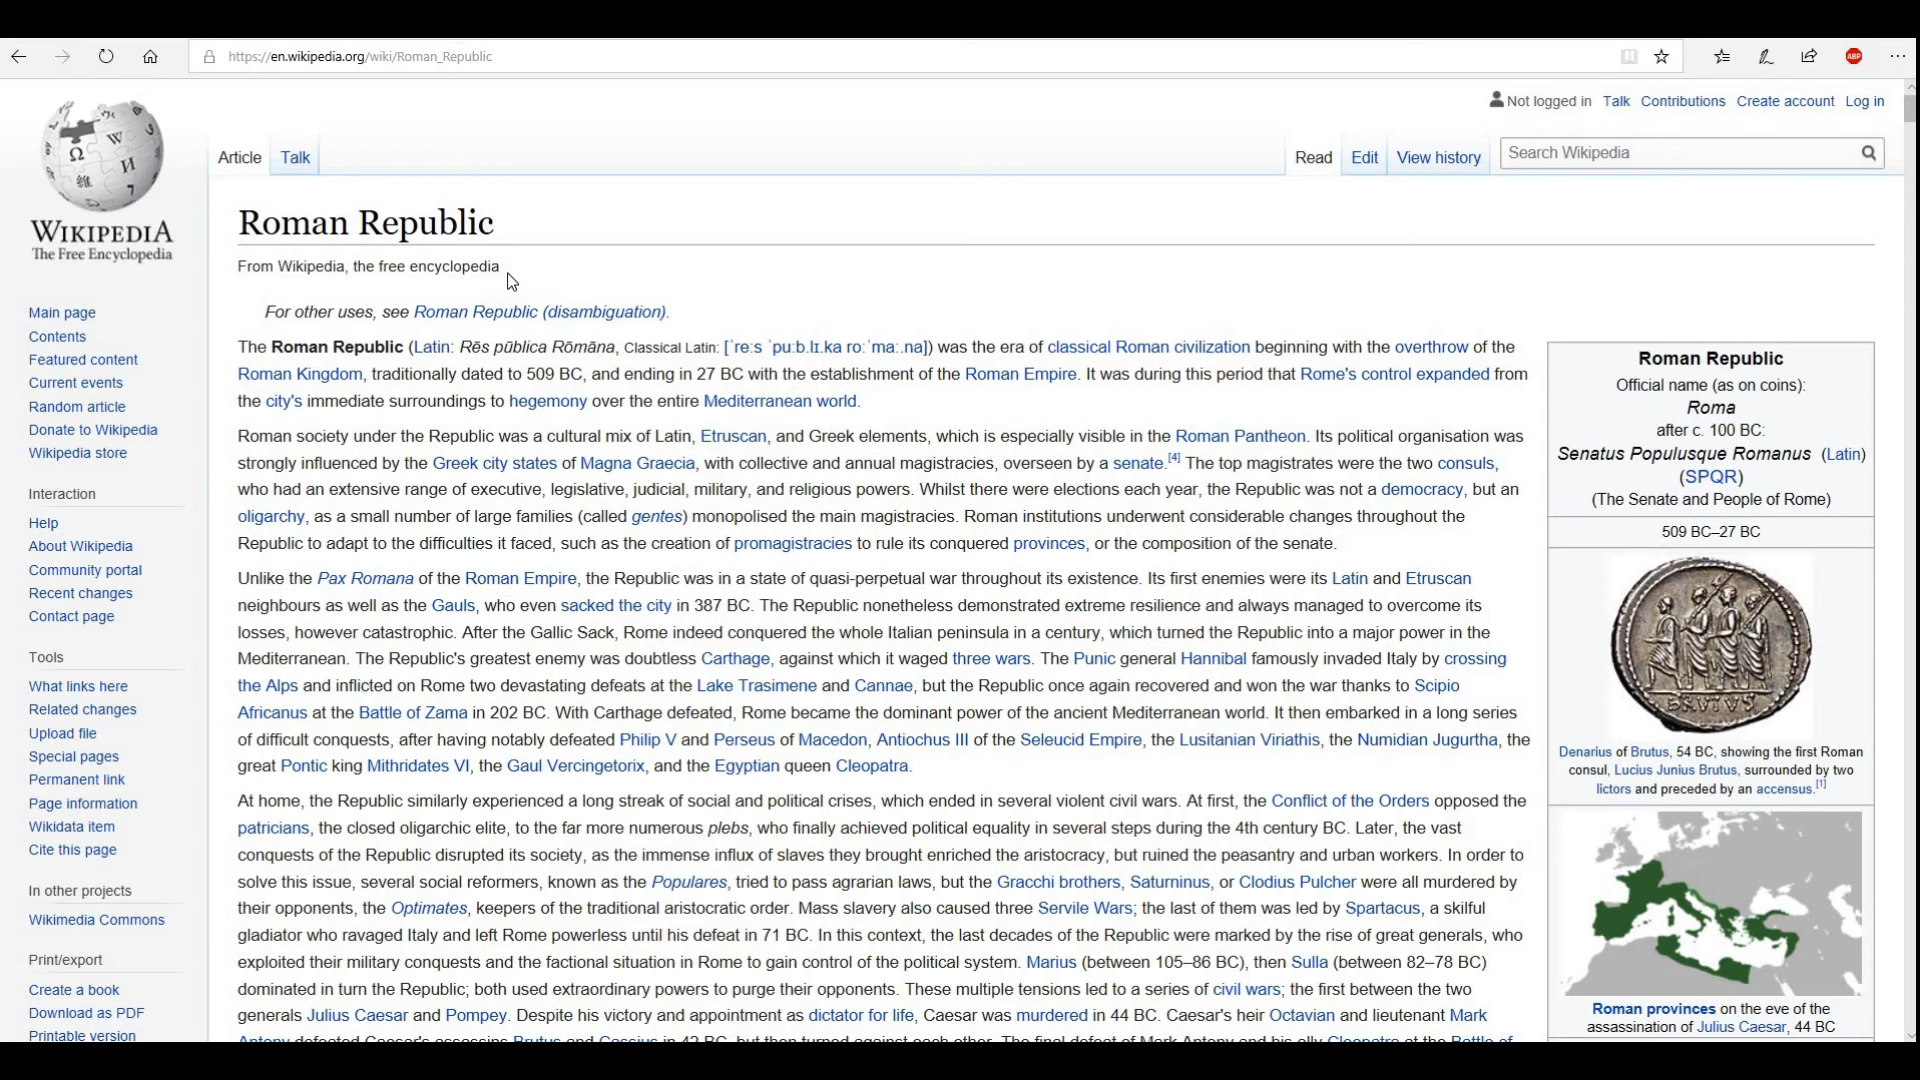 https://en.wikipedia.org/wiki/Roman_Republic
ABP
Not logged in Talk Contributions Create account Log in
Article Talk
Read Edit View history
Search Wikipedia
WIKIPEDIA
The Free Encyclopedia
Main page
Contents
Featured content
Current events
Random article
Donate to Wikipedia
Wikipedia store
Interaction
Help
About Wikipedia
Community portal
Recent changes
Contact page
Tools
What links here
Related changes
Upload file
Special pages
Permanent link
Page information
Wikidata item
Cite this page
In other projects
Wikimedia Commons
Print/export
Create a book
Download as PDF
Printable version
Roman Republic
From Wikipedia, the free encyclopedia
For other uses, see Roman Republic (disambiguation).
The Roman Republic (Latin: Rēs pūblica Rōmāna, Classical Latin: [ˈreːs ˈpuːb.lɪ.ka roːˈmaː.na]) was the era of classical Roman civilization beginning with the overthrow of the
Roman Kingdom, traditionally dated to 509 BC, and ending in 27 BC with the establishment of the Roman Empire. It was during this period that Rome's control expanded from
the city's immediate surroundings to hegemony over the entire Mediterranean world.
Roman society under the Republic was a cultural mix of Latin, Etruscan, and Greek elements, which is especially visible in the Roman Pantheon. Its political organisation was
strongly influenced by the Greek city states of Magna Graecia, with collective and annual magistracies, overseen by a senate.[4] The top magistrates were the two consuls,
who had an extensive range of executive, legislative, judicial, military, and religious powers. Whilst there were elections each year, the Republic was not a democracy, but an
oligarchy, as a small number of large families (called gentes) monopolised the main magistracies. Roman institutions underwent considerable changes throughout the
Republic to adapt to the difficulties it faced, such as the creation of promagistracies to rule its conquered provinces, or the composition of the senate.
Unlike the Pax Romana of the Roman Empire, the Republic was in a state of quasi-perpetual war throughout its existence. Its first enemies were its Latin and Etruscan
neighbours as well as the Gauls, who even sacked the city in 387 BC. The Republic nonetheless demonstrated extreme resilience and always managed to overcome its
losses, however catastrophic. After the Gallic Sack, Rome indeed conquered the whole Italian peninsula in a century, which turned the Republic into a major power in the
Mediterranean. The Republic's greatest enemy was doubtless Carthage, against which it waged three wars. The Punic general Hannibal famously invaded Italy by crossing
the Alps and inflicted on Rome two devastating defeats at the Lake Trasimene and Cannae, but the Republic once again recovered and won the war thanks to Scipio
Africanus at the Battle of Zama in 202 BC. With Carthage defeated, Rome became the dominant power of the ancient Mediterranean world. It then embarked in a long series
of difficult conquests, after having notably defeated Philip V and Perseus of Macedon, Antiochus III of the Seleucid Empire, the Lusitanian Viriathis, the Numidian Jugurtha, the
great Pontic king Mithridates VI, the Gaul Vercingetorix, and the Egyptian queen Cleopatra.
At home, the Republic similarly experienced a long streak of social and political crises, which ended in several violent civil wars. At first, the Conflict of the Orders opposed the
patricians, the closed oligarchic elite, to the far more numerous plebs, who finally achieved political equality in several steps during the 4th century BC. Later, the vast
conquests of the Republic disrupted its society, as the immense influx of slaves they brought enriched the aristocracy, but ruined the peasantry and urban workers. In order to
solve this issue, several social reformers, known as the Populares, tried to pass agrarian laws, but the Gracchi brothers, Saturninus, or Clodius Pulcher were all murdered by
their opponents, the Optimates, keepers of the traditional aristocratic order. Mass slavery also caused three Servile Wars; the last of them was led by Spartacus, a skilful
gladiator who ravaged Italy and left Rome powerless until his defeat in 71 BC. In this context, the last decades of the Republic were marked by the rise of great generals, who
exploited their military conquests and the factional situation in Rome to gain control of the political system. Marius (between 105–86 BC), then Sulla (between 82–78 BC)
dominated in turn the Republic; both used extraordinary powers to purge their opponents. These multiple tensions led to a series of civil wars; the first between the two
generals Julius Caesar and Pompey. Despite his victory and appointment as dictator for life, Caesar was murdered in 44 BC. Caesar's heir Octavian and lieutenant Mark
Antony defeated Caesar's assassins Brutus and Cassius in 42 BC, but then turned against each other. The final defeat of Mark Antony and his ally Cleopatra at the Battle of
Roman Republic
Official name (as on coins):
Roma
after c. 100 BC:
Senatus Populusque Romanus (Latin)
(SPQR)
(The Senate and People of Rome)
509 BC–27 BC
BRVTVS
Denarius of Brutus, 54 BC, showing the first Roman
consul, Lucius Junius Brutus, surrounded by two
lictors and preceded by an accensus.[1]
Roman provinces on the eve of the
assassination of Julius Caesar, 44 BC